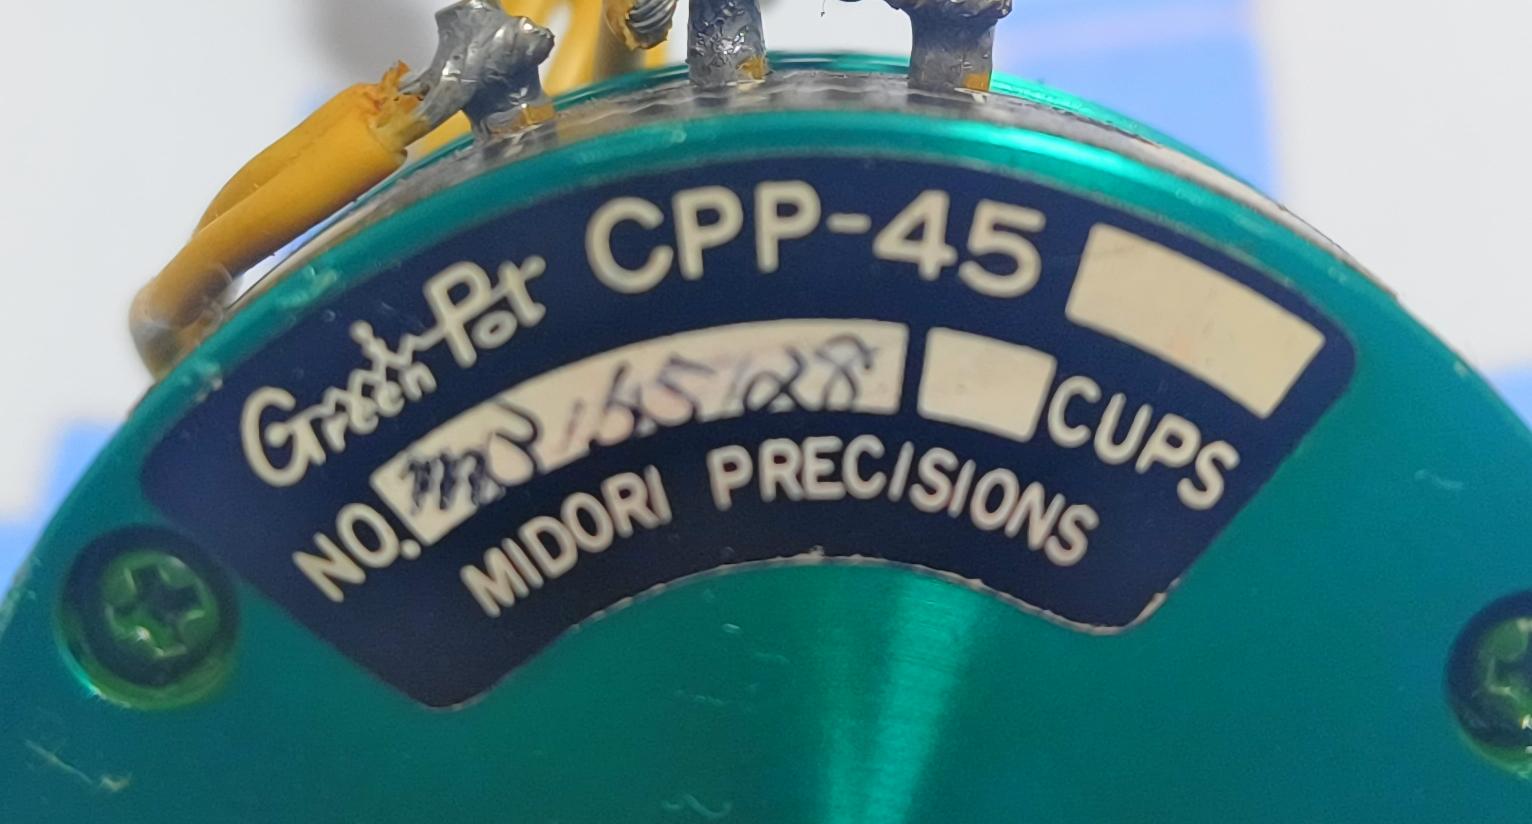 Green Pot CPP-45
NO. CUPS
MIDORI PRECISIONS